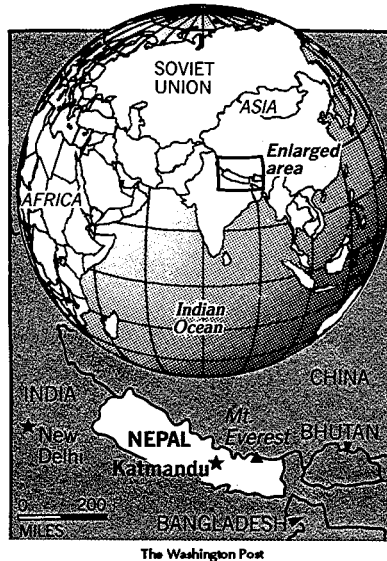 SOVIET
UNION
ASIA
Enlarged
area
AFRICA
Indian
Ocean
CHINA
INDIA
Mt
Everest
BHUTAN
New
Delhi
NEPAL
Katmandu
0 200
MILES
BANGLADESH
The Washington Post